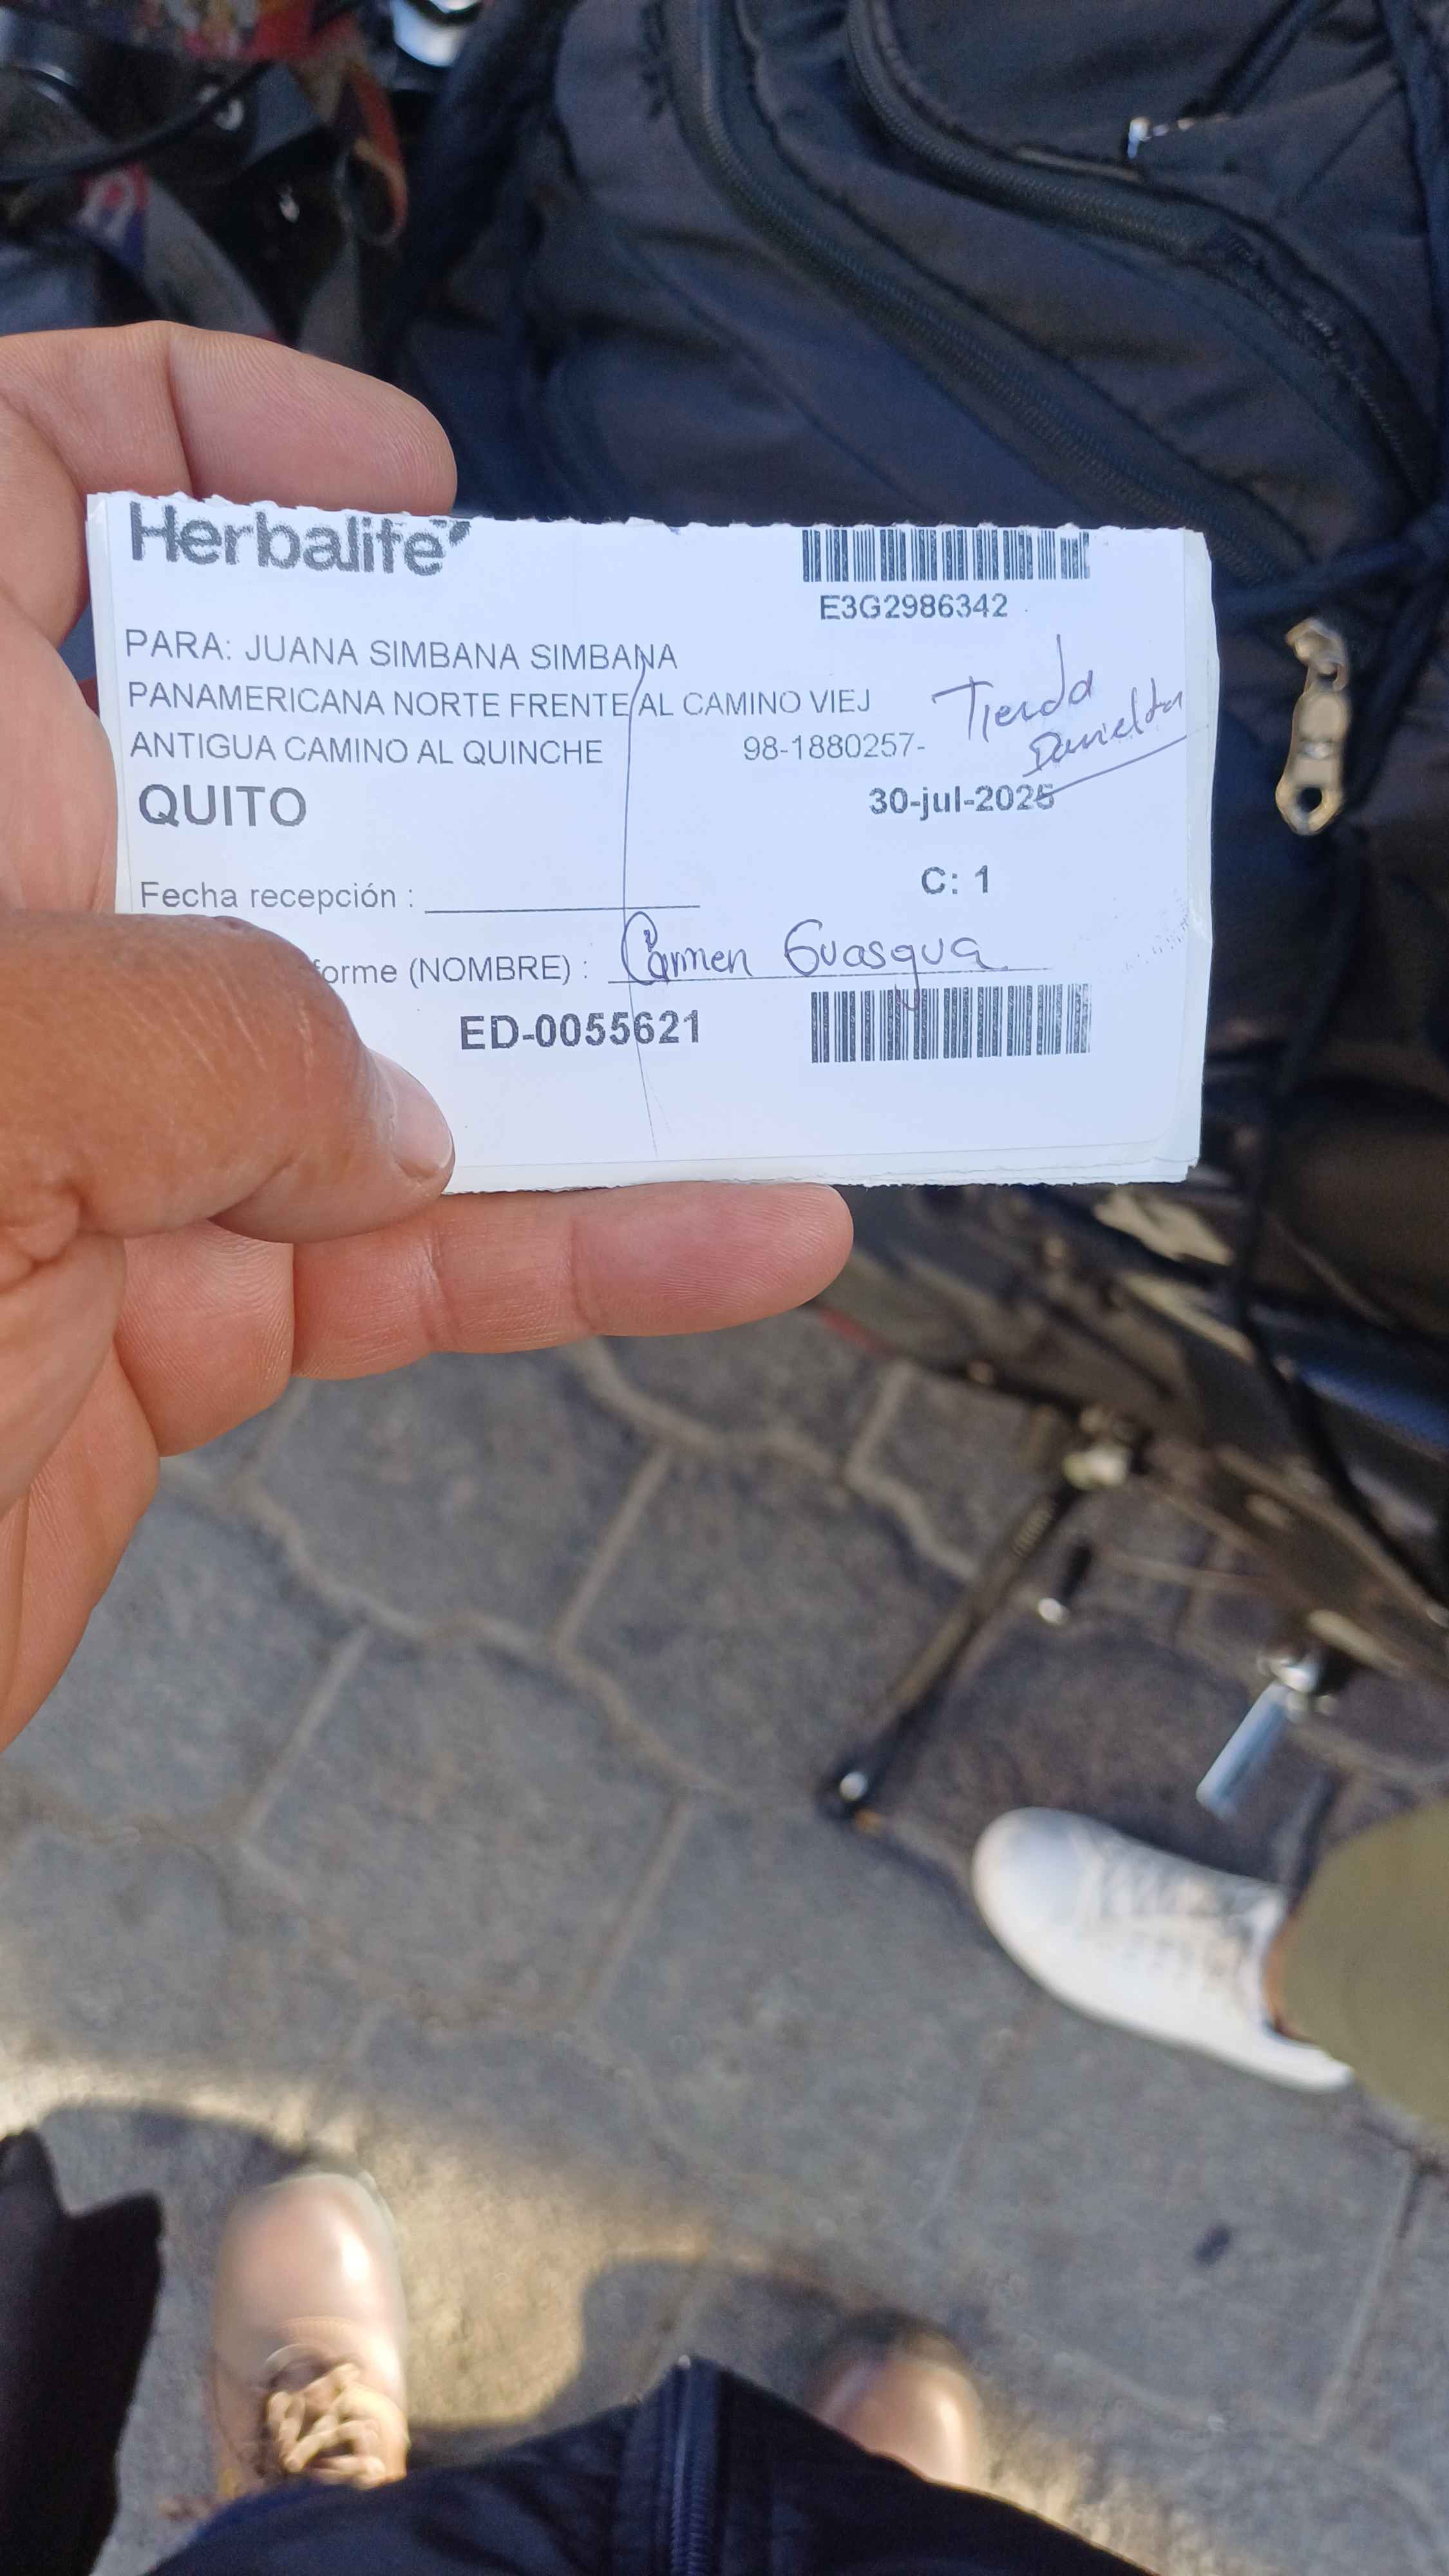 Herbalife
E3G2986342
PARA: JUANA SIMBANA SIMBANA
PANAMERICANA NORTE FRENTE AL CAMINO VIEJ
Tienda
ANTIGUA CAMINO AL QUINCHE 98-1880257-
QUITO
30-jul-2025
C: 1
Fecha recepción :
forme (NOMBRE) : Carmen Guasgua
ED-0055621